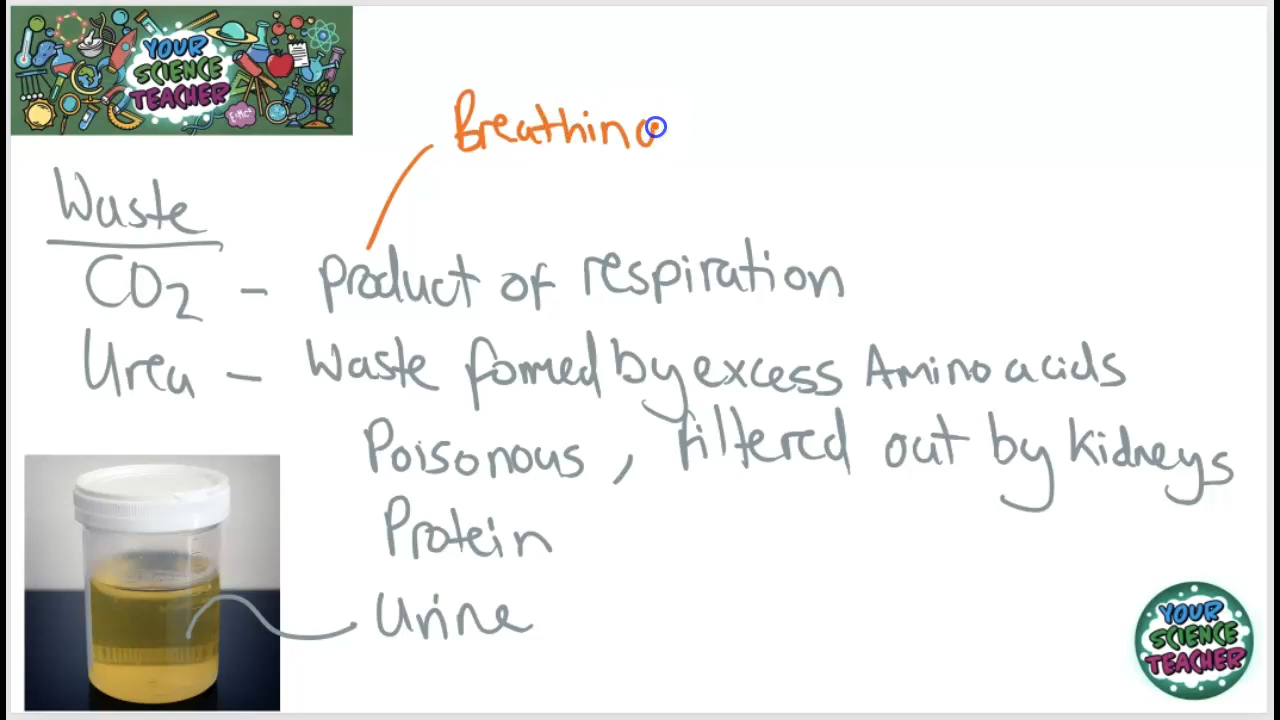 YOUR
SCIENCE
TEACHER
E=MC²
Breathing
Waste
CO₂ - product of respiration
Urea - Waste formed by excess Amino acids
Poisonous, filtered out by kidneys
Protein
Urine
YOUR
SCIENCE
TEACHER